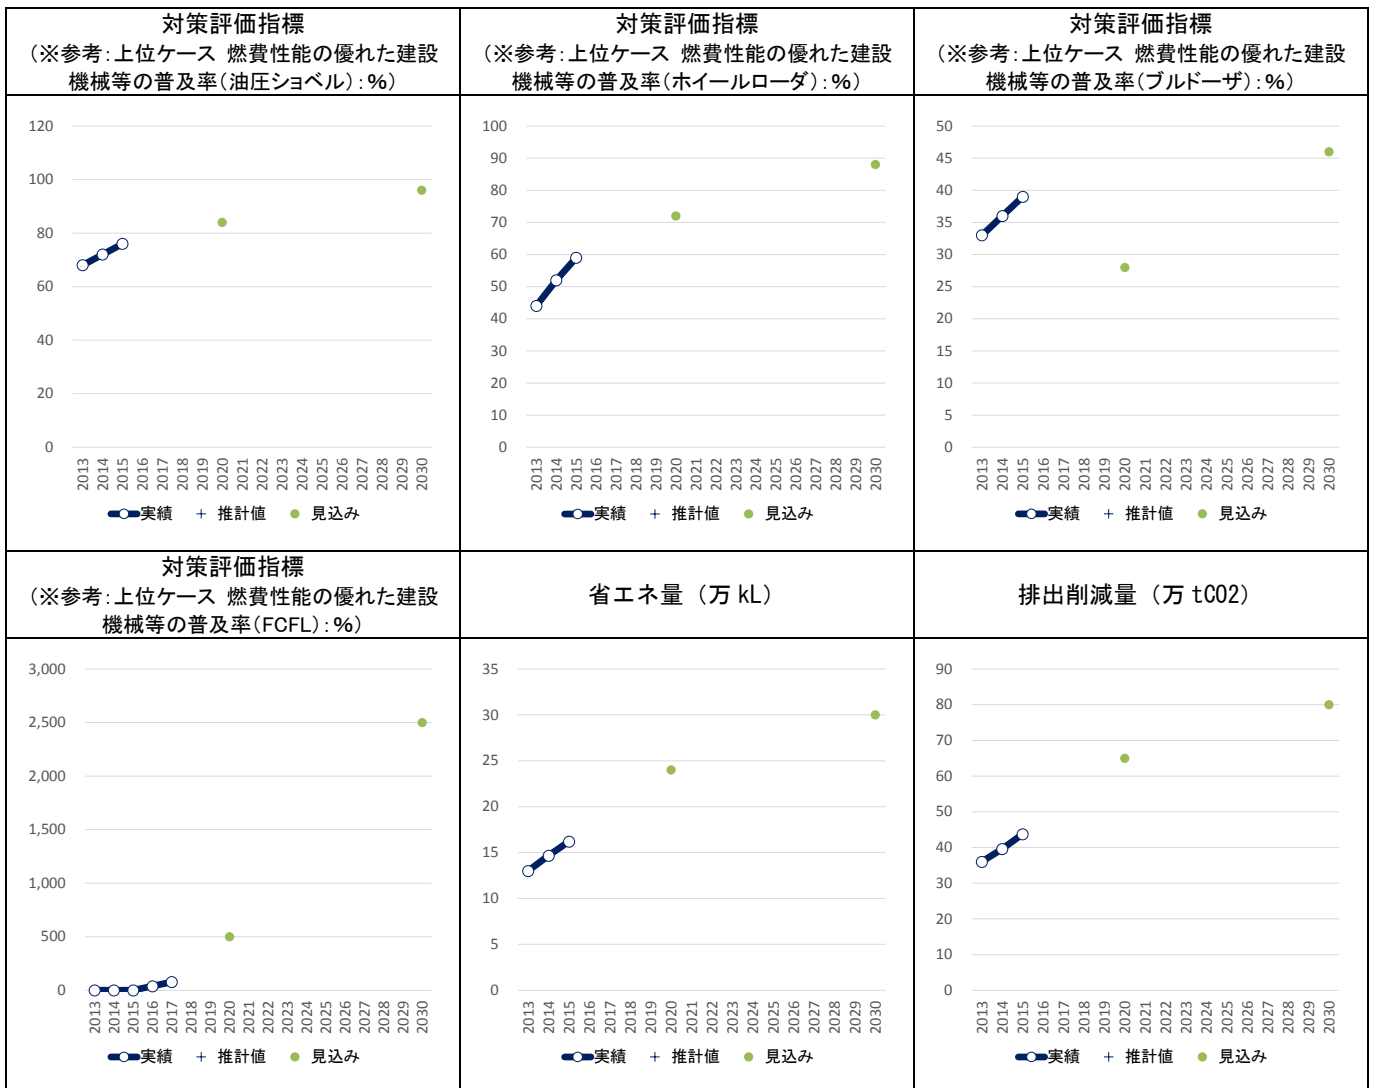 対策評価指標
（※参考：上位ケース 燃費性能の優れた建設
機械等の普及率（油圧ショベル）：％）
対策評価指標
（※参考：上位ケース 燃費性能の優れた建設
機械等の普及率（ホイールローダ）：％）
対策評価指標
（※参考：上位ケース 燃費性能の優れた建設
機械等の普及率（ブルドーザ）：％）
120
100
80
60
40
20
0
2013 2014 2015 2016 2017 2018 2019 2020 2021 2022 2023 2024 2025 2026 2027 2028 2029 2030
実績 推計値 見込み
100
90
80
70
60
50
40
30
20
10
0
2013 2014 2015 2016 2017 2018 2019 2020 2021 2022 2023 2024 2025 2026 2027 2028 2029 2030
実績 推計値 見込み
50
45
40
35
30
25
20
15
10
5
0
2013 2014 2015 2016 2017 2018 2019 2020 2021 2022 2023 2024 2025 2026 2027 2028 2029 2030
実績 推計値 見込み
対策評価指標
（※参考：上位ケース 燃費性能の優れた建設
機械等の普及率（FCFL）：％）
省エネ量（万 kL）
排出削減量（万 tCO2）
3,000
2,500
2,000
1,500
1,000
500
0
2013 2014 2015 2016 2017 2018 2019 2020 2021 2022 2023 2024 2025 2026 2027 2028 2029 2030
実績 推計値 見込み
35
30
25
20
15
10
5
0
2013 2014 2015 2016 2017 2018 2019 2020 2021 2022 2023 2024 2025 2026 2027 2028 2029 2030
実績 推計値 見込み
90
80
70
60
50
40
30
20
10
0
2013 2014 2015 2016 2017 2018 2019 2020 2021 2022 2023 2024 2025 2026 2027 2028 2029 2030
実績 推計値 見込み